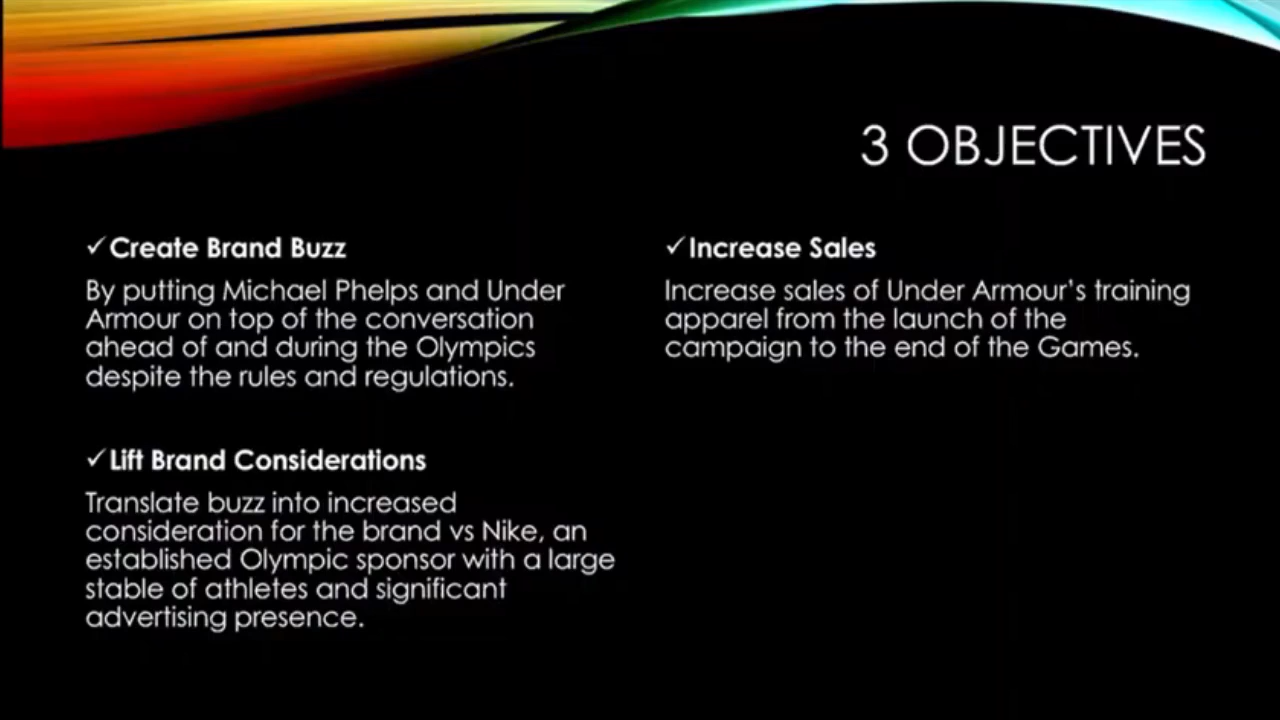 3 OBJECTIVES
✓Create Brand Buzz
By putting Michael Phelps and Under
Armour on top of the conversation
ahead of and during the Olympics
despite the rules and regulations.
✓Lift Brand Considerations
Translate buzz into increased
consideration for the brand vs Nike, an
established Olympic sponsor with a large
stable of athletes and significant
advertising presence.
✓Increase Sales
Increase sales of Under Armour’s training
apparel from the launch of the
campaign to the end of the Games.